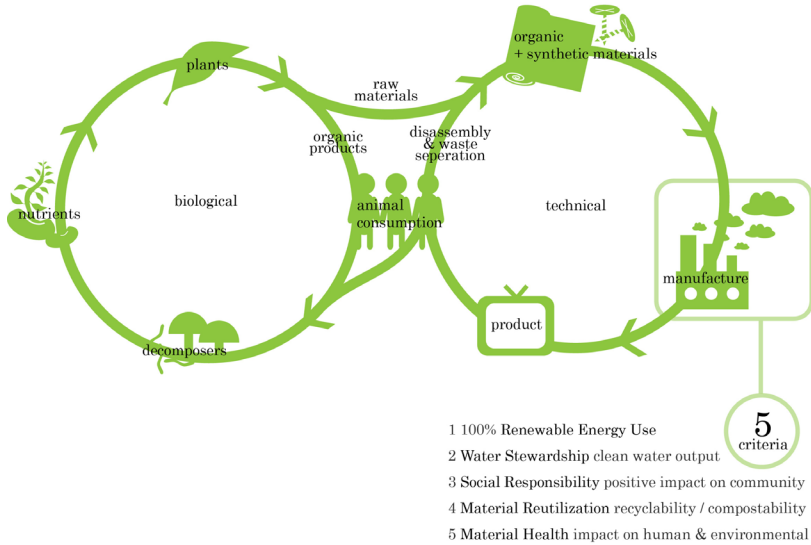 organic
+ synthetic materials
plants
raw
materials
organic
products
disassembly
& waste
seperation
biological
animal
consumption
technical
nutrients
manufacture
product
decomposers
5
criteria
1 100% Renewable Energy Use
2 Water Stewardship clean water output
3 Social Responsibility positive impact on community
4 Material Reutilization recyclability / compostability
5 Material Health impact on human & environmental